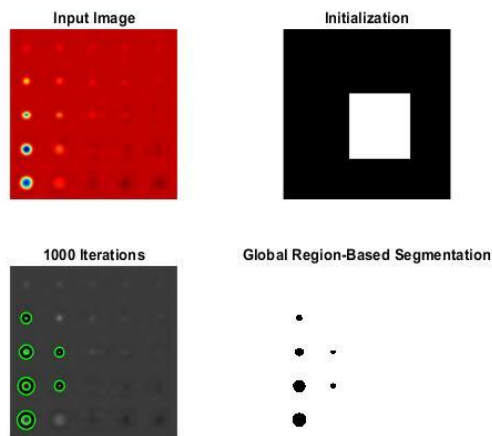 Input Image
Initialization
1000 Iterations
Global Region-Based Segmentation